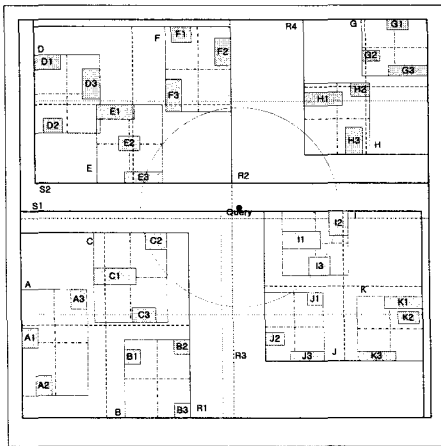 R4 G G1
D F F1
D1 F2 G2
D3 G3
F3 H1 H2
E1
D2
E2 H3 H
E E3 R2
S2
S1 Query
I2 I
C C2 I1
C1 I3
A K
A3 J1 K1
C3 K2
A1 J2
B1 B2 R3 J3 J K3
A2
B B3 R1